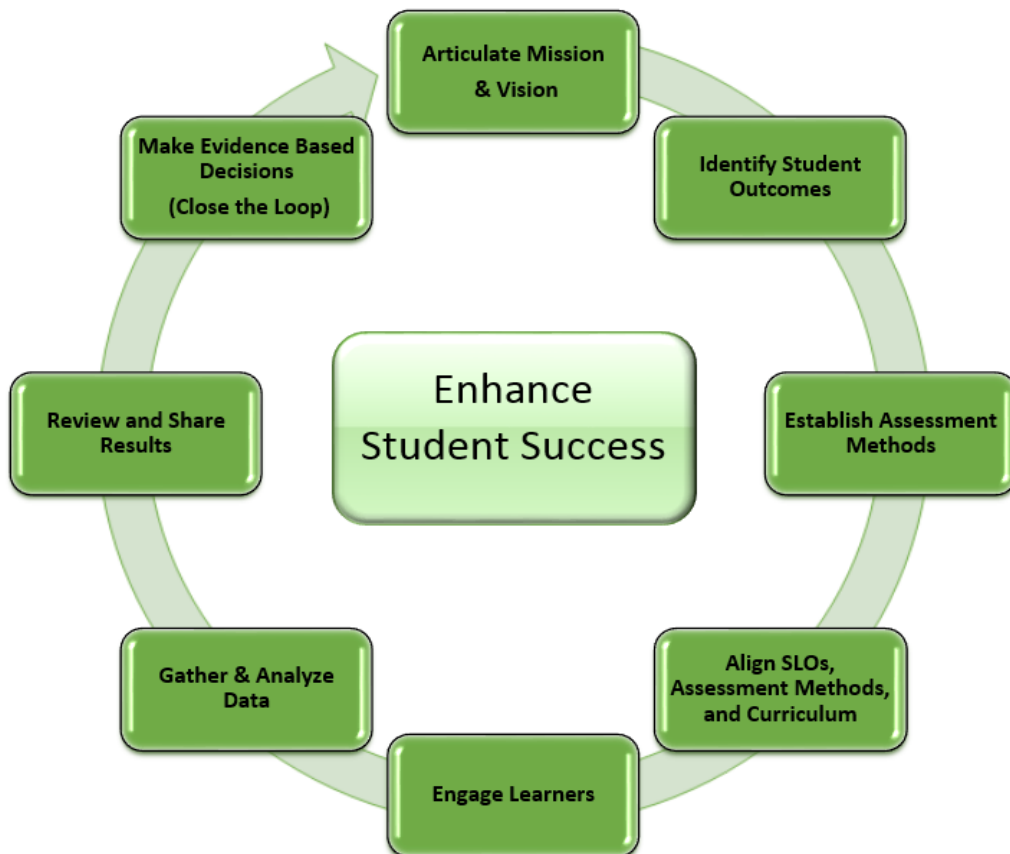 Articulate Mission
& Vision
Identify Student
Outcomes
Establish Assessment
Methods
Align SLOs,
Assessment Methods,
and Curriculum
Engage Learners
Gather & Analyze
Data
Review and Share
Results
Make Evidence Based
Decisions
(Close the Loop)
Enhance
Student Success